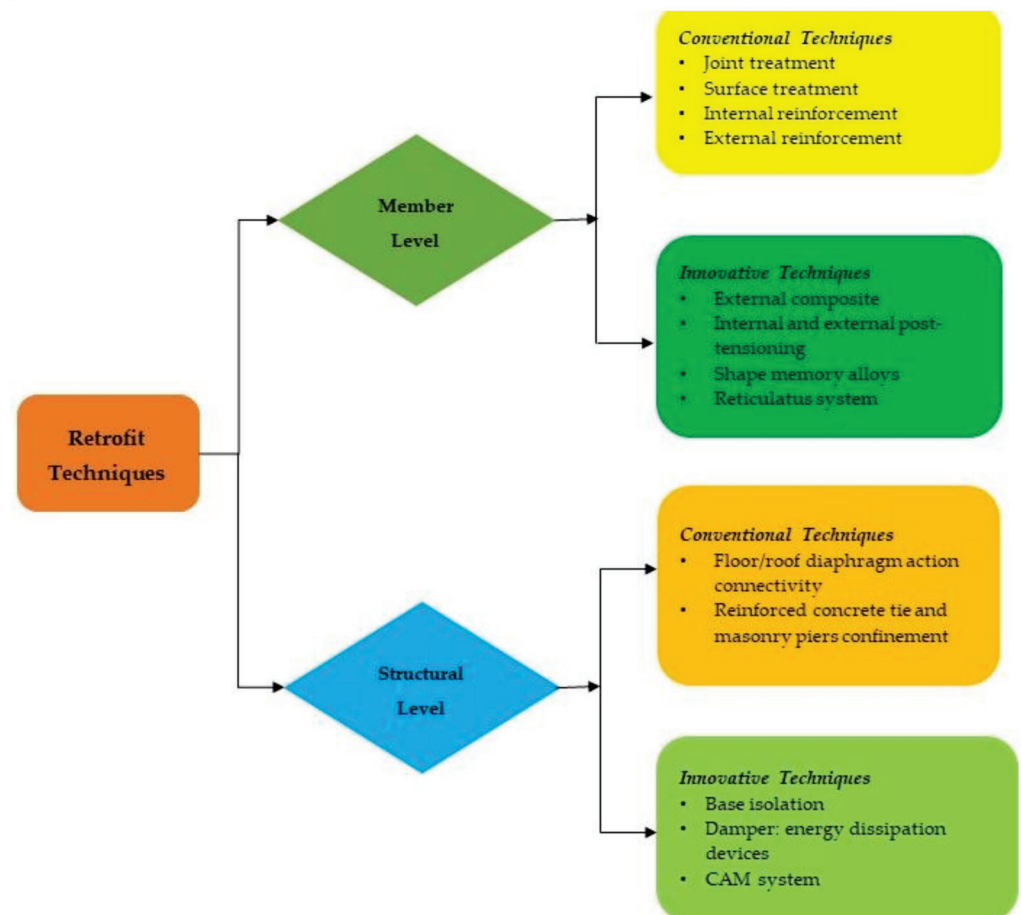 Retrofit
Techniques
Member
Level
Conventional Techniques
• Joint treatment
• Surface treatment
• Internal reinforcement
• External reinforcement
Innovative Techniques
• External composite
• Internal and external post-
tensioning
• Shape memory alloys
• Reticulatus system
Structural
Level
Conventional Techniques
• Floor/roof diaphragm action
connectivity
• Reinforced concrete tie and
masonry piers confinement
Innovative Techniques
• Base isolation
• Damper: energy dissipation
devices
• CAM system